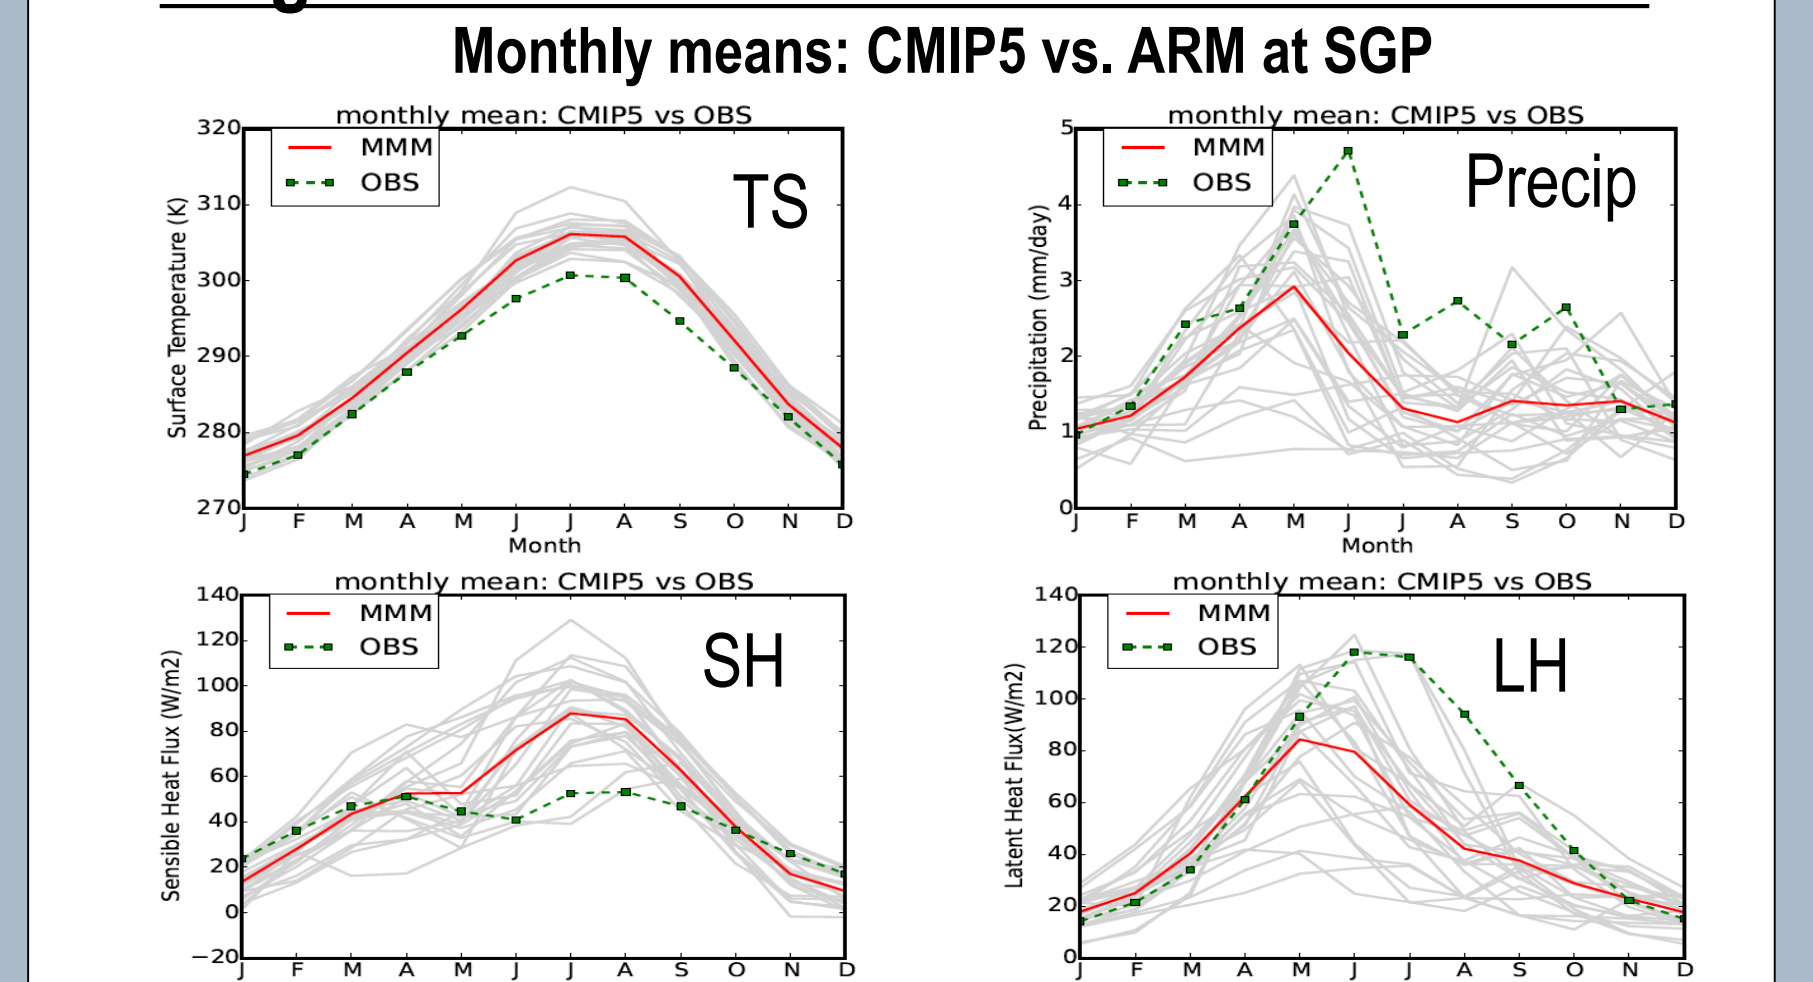 Monthly means: CMIP5 vs. ARM at SGP
monthly mean: CMIP5 vs OBS
320
310
300
290
280
270
Surface Temperature (K)
MMM
OBS
TS
J F M A M J J A S O N D
Month
monthly mean: CMIP5 vs OBS
5
4
3
2
1
0
Precipitation (mm/day)
MMM
OBS
Precip
J F M A M J J A S O N D
Month
monthly mean: CMIP5 vs OBS
140
120
100
80
60
40
20
0
−20
Sensible Heat Flux (W/m2)
MMM
OBS
SH
J F M A M J J A S O N D
monthly mean: CMIP5 vs OBS
140
120
100
80
60
40
20
0
Latent Heat Flux(W/m2)
MMM
OBS
LH
J F M A M J J A S O N D